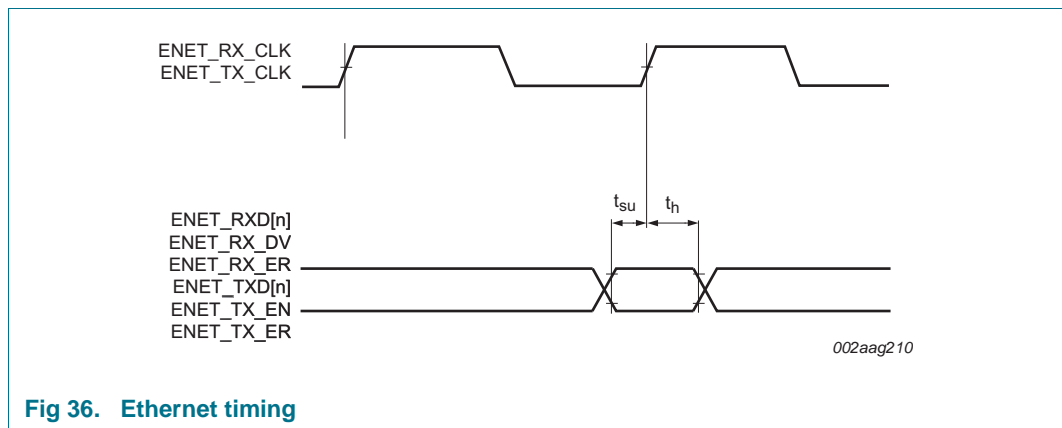 ENET_RX_CLK
ENET_TX_CLK
tsu
th
ENET_RXD[n]
ENET_RX_DV
ENET_RX_ER
ENET_TXD[n]
ENET_TX_EN
ENET_TX_ER
002aag210
Fig 36. Ethernet timing